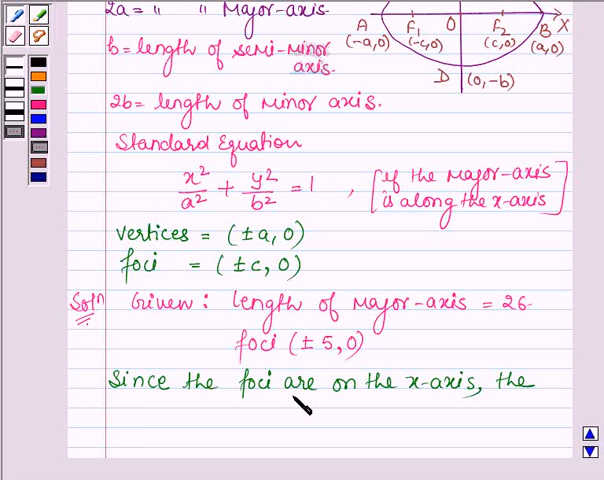 2a = " " Major-axis.
b = length of semi-minor axis.
2b = length of minor axis.
A F₁ O F₂ B X
(-a,0) (-c,0) (c,0) (a,0)
D (0,-b)
Standard Equation
x²/a² + y²/b² = 1 , [if the Major-axis is along the x-axis]
vertices = (±a, 0)
foci = (±c, 0)
Soln Given : length of Major-axis = 26.
foci (± 5, 0)
Since the foci are on the x-axis, the